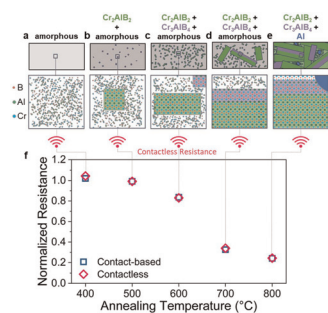 Cr₂AlB₂ Cr₂AlB₂ + Cr₂AlB₂ + Cr₂AlB₂ +
+ Cr₃AlB₄ + Cr₃AlB₄ + Cr₃AlB₄ +
a amorphous b amorphous c amorphous d amorphous e Al
B
Al
Cr
Contactless Resistance
f
Normalized Resistance
1.2
1.0
0.8
0.6
0.4
0.2
0.0
Contact-based
Contactless
400 500 600 700 800
Annealing Temperature (°C)